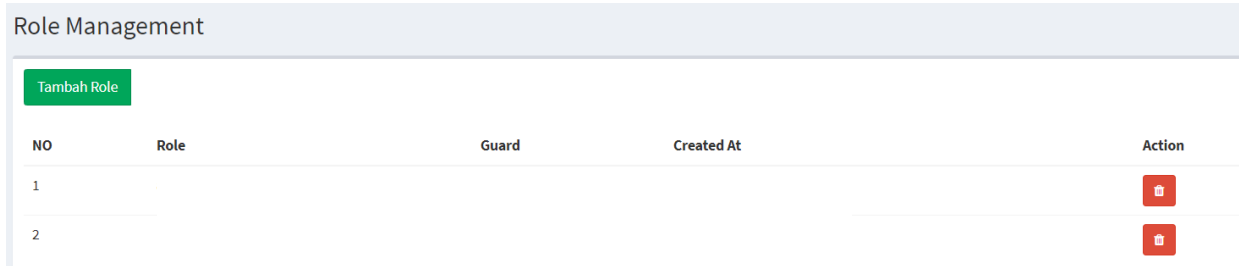 Role Management
Tambah Role
NO Role Guard Created At Action
1
2